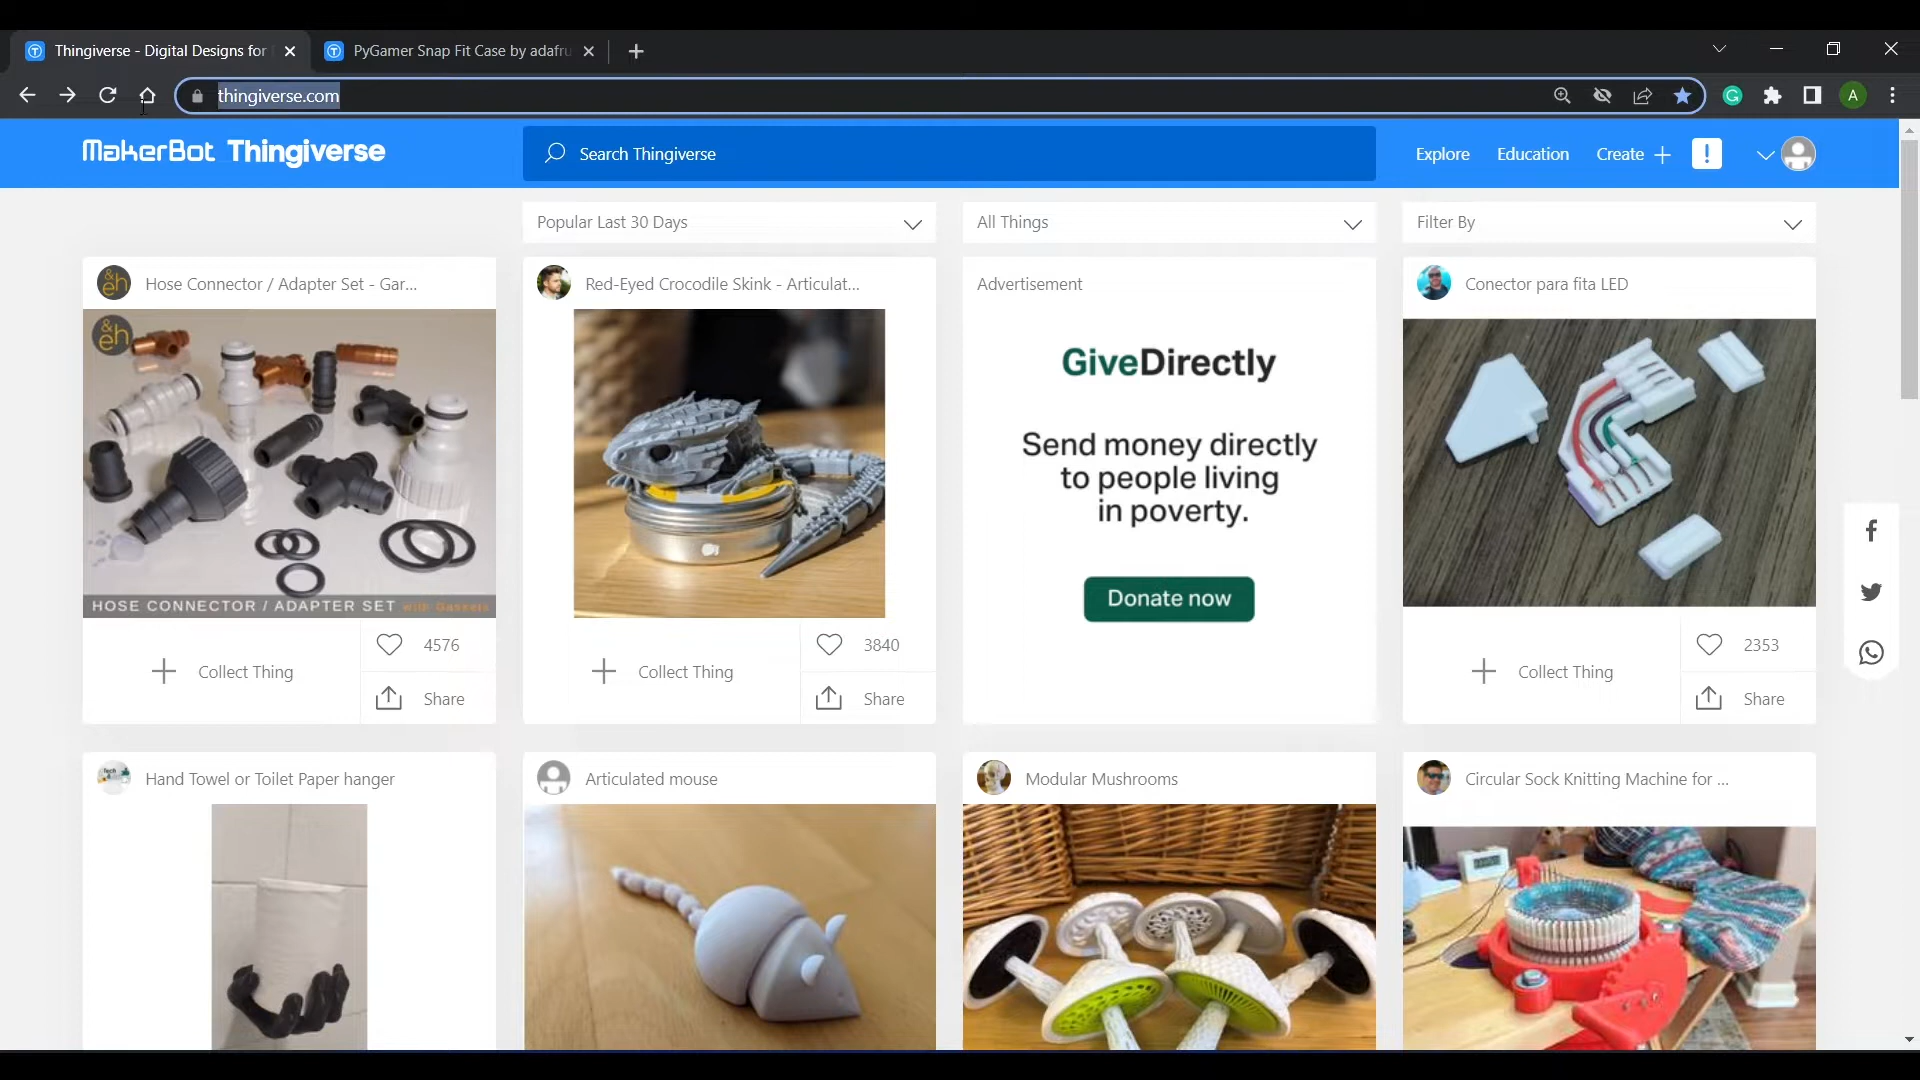 Thingiverse - Digital Designs for
PyGamer Snap Fit Case by adafru
thingiverse.com
A
MakerBot Thingiverse
Search Thingiverse
Explore
Education
Create
Popular Last 30 Days
All Things
Filter By
&eh
Hose Connector / Adapter Set - Gar...
Red-Eyed Crocodile Skink - Articulat...
Advertisement
Conector para fita LED
&eh
GiveDirectly
Send money directly
to people living
in poverty.
Donate now
HOSE CONNECTOR / ADAPTER SET with Gaskets
Collect Thing
4576
Share
Collect Thing
3840
Share
Collect Thing
2353
Share
Hand Towel or Toilet Paper hanger
Articulated mouse
Modular Mushrooms
Circular Sock Knitting Machine for ...